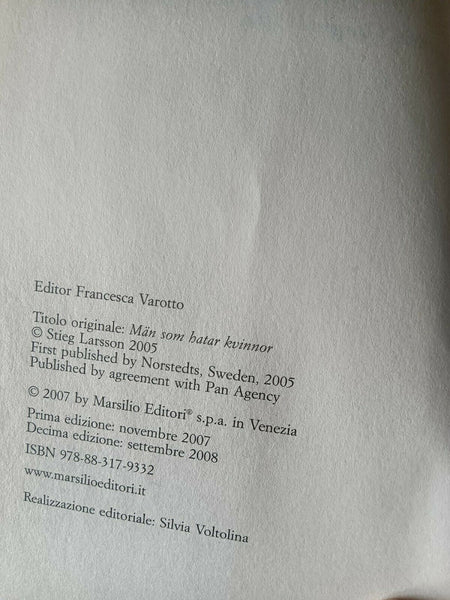 Editor Francesca Varotto
Titolo originale: Män som hatar kvinnor
© Stieg Larsson 2005
First published by Norstedts, Sweden, 2005
Published by agreement with Pan Agency
© 2007 by Marsilio Editori® s.p.a. in Venezia
Prima edizione: novembre 2007
Decima edizione: settembre 2008
ISBN 978-88-317-9332
www.marsilioeditori.it
Realizzazione editoriale: Silvia Voltolina